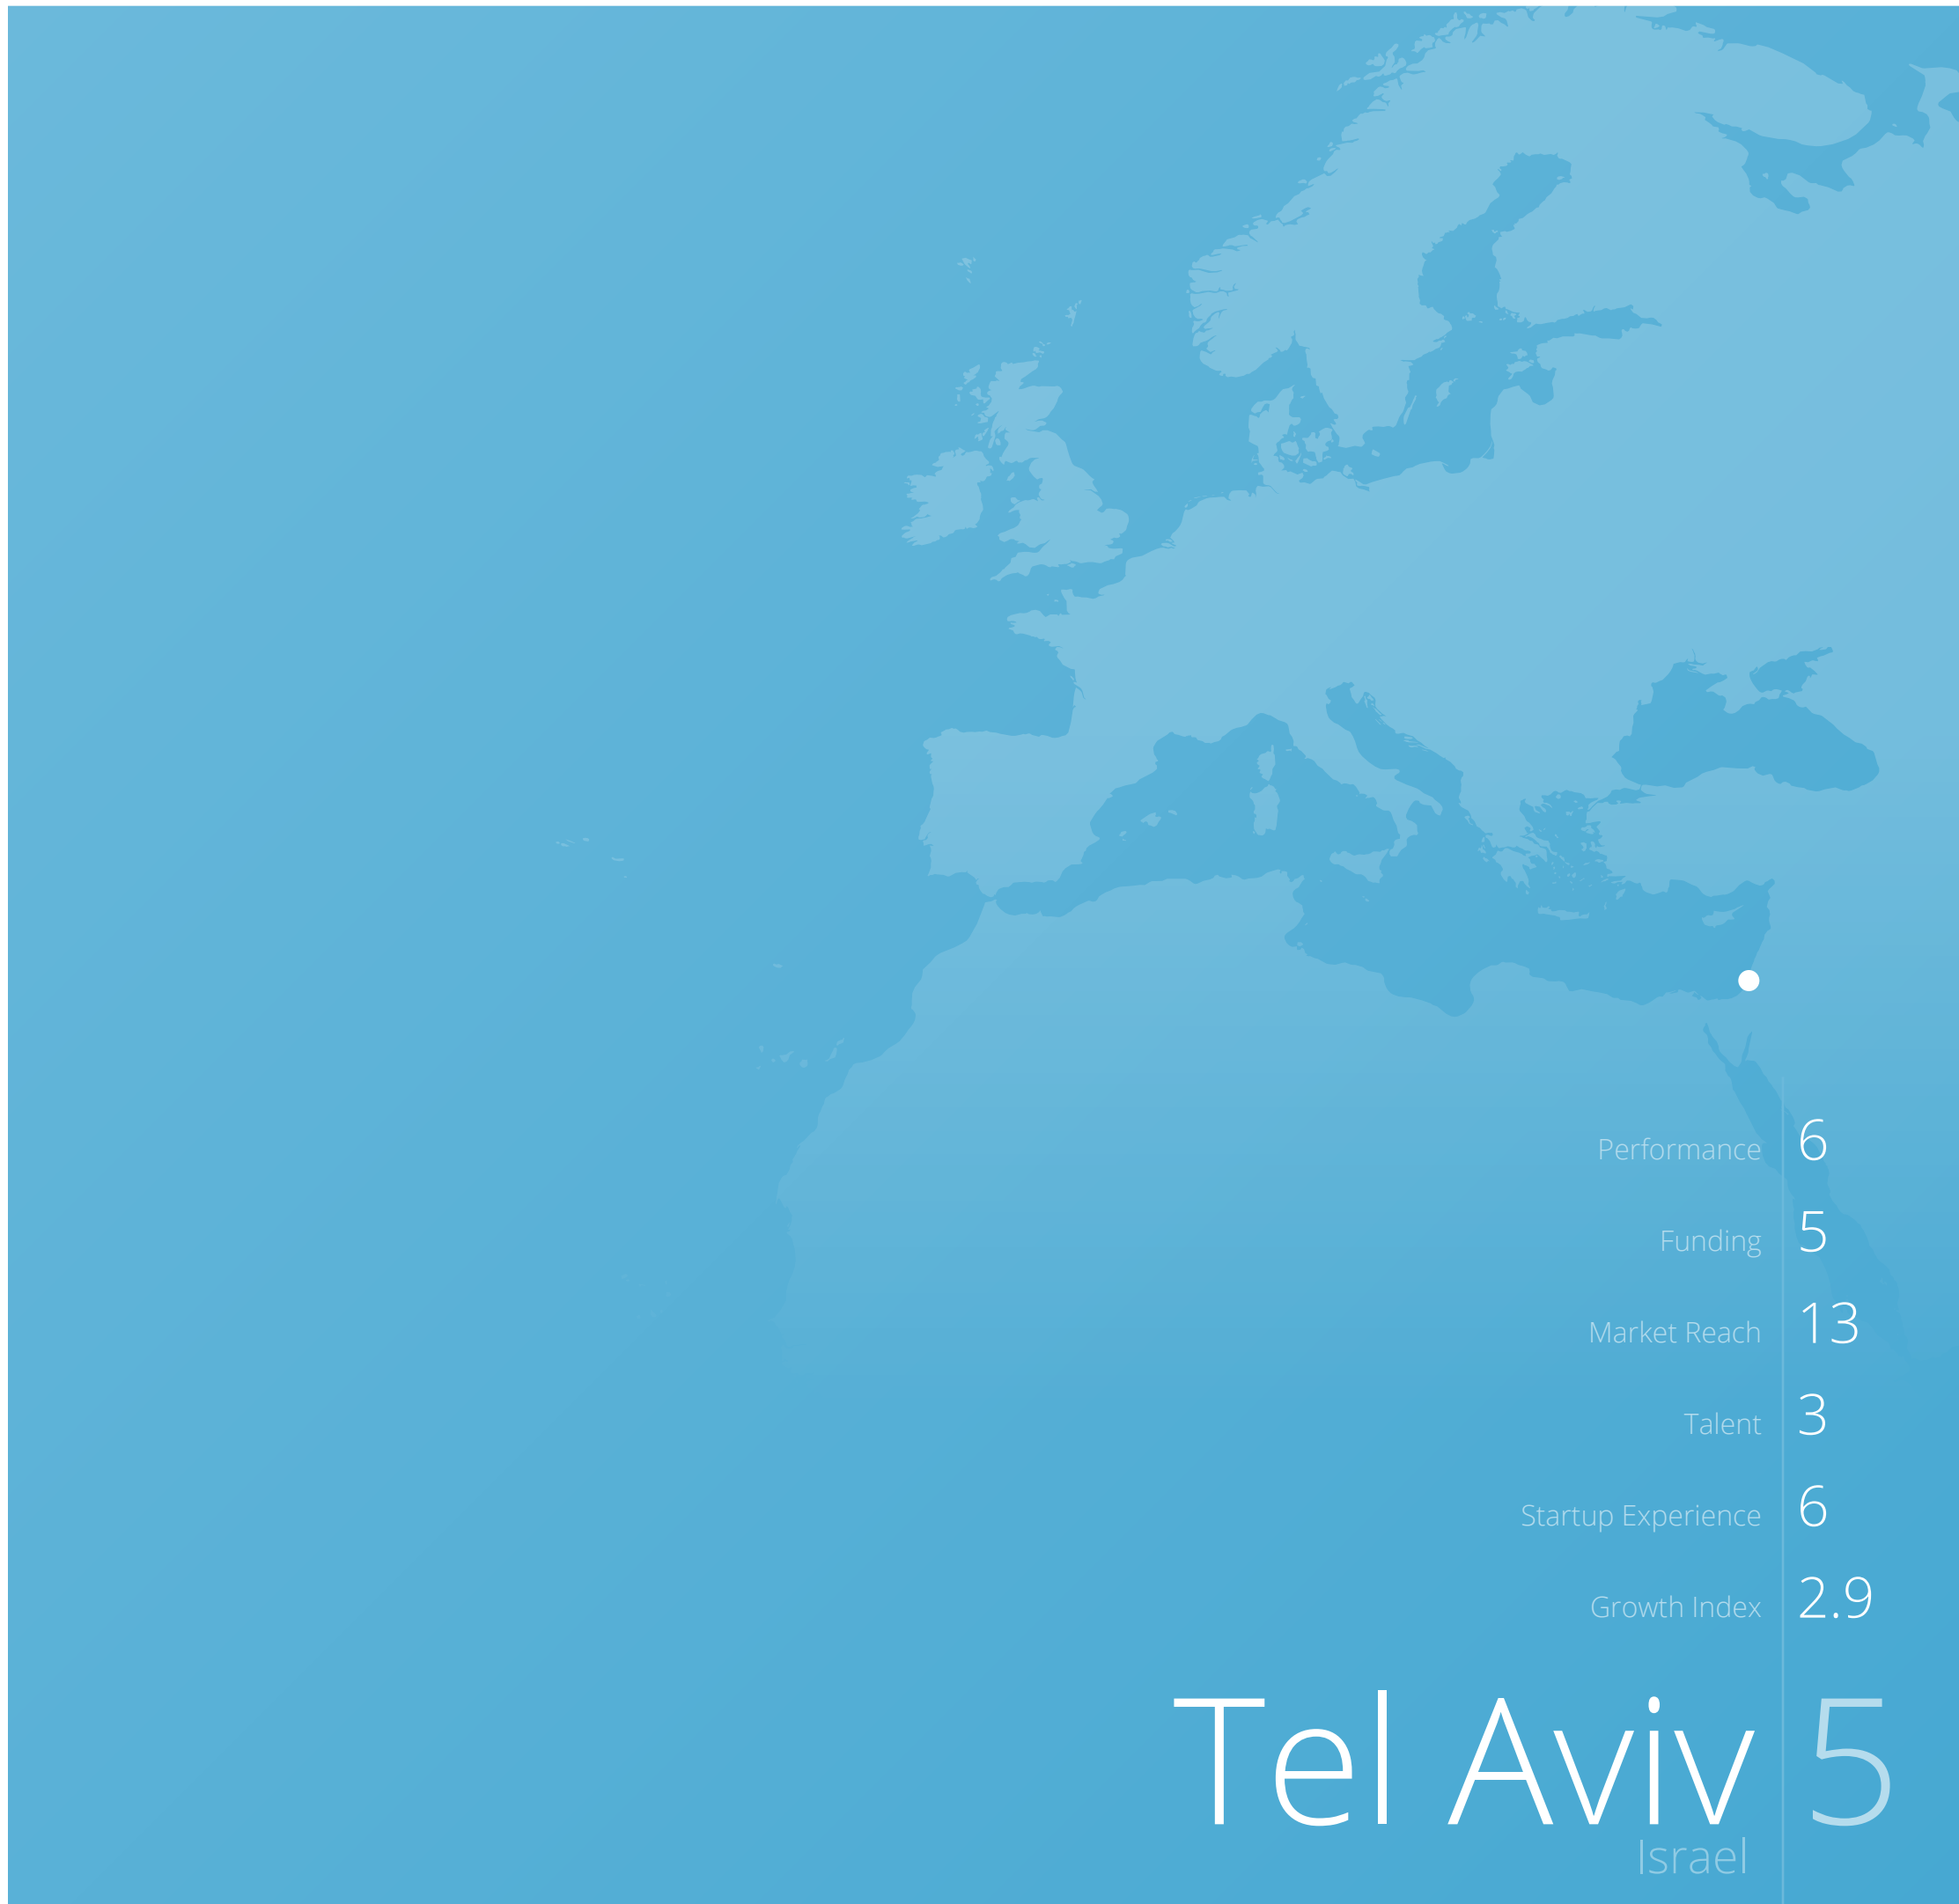 Performance 6
Funding 5
Market Reach 13
Talent 3
Startup Experience 6
Growth Index 2.9
Tel Aviv 5
Israel